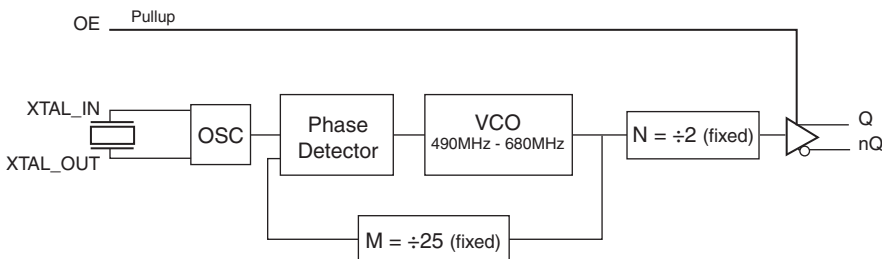 OE Pullup
XTAL_IN
XTAL_OUT
OSC
Phase
Detector
VCO
490MHz - 680MHz
N = ÷2 (fixed)
Q
nQ
M = ÷25 (fixed)